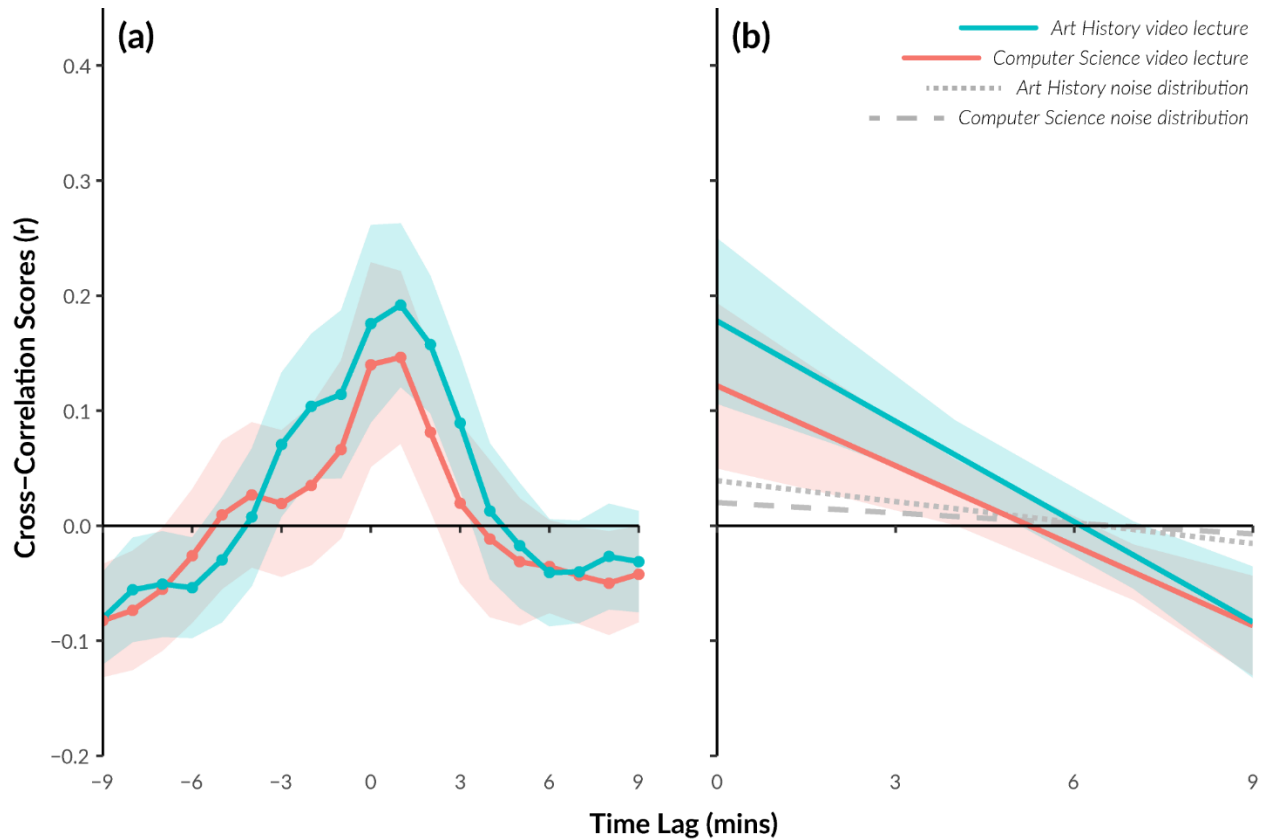 (a)
(b)
Art History video lecture
Computer Science video lecture
Art History noise distribution
Computer Science noise distribution
Cross−Correlation Scores (r)
0.4
0.3
0.2
0.1
0.0
−0.1
−0.2
−9 −6 −3 0 3 6 9
0 3 6 9
Time Lag (mins)